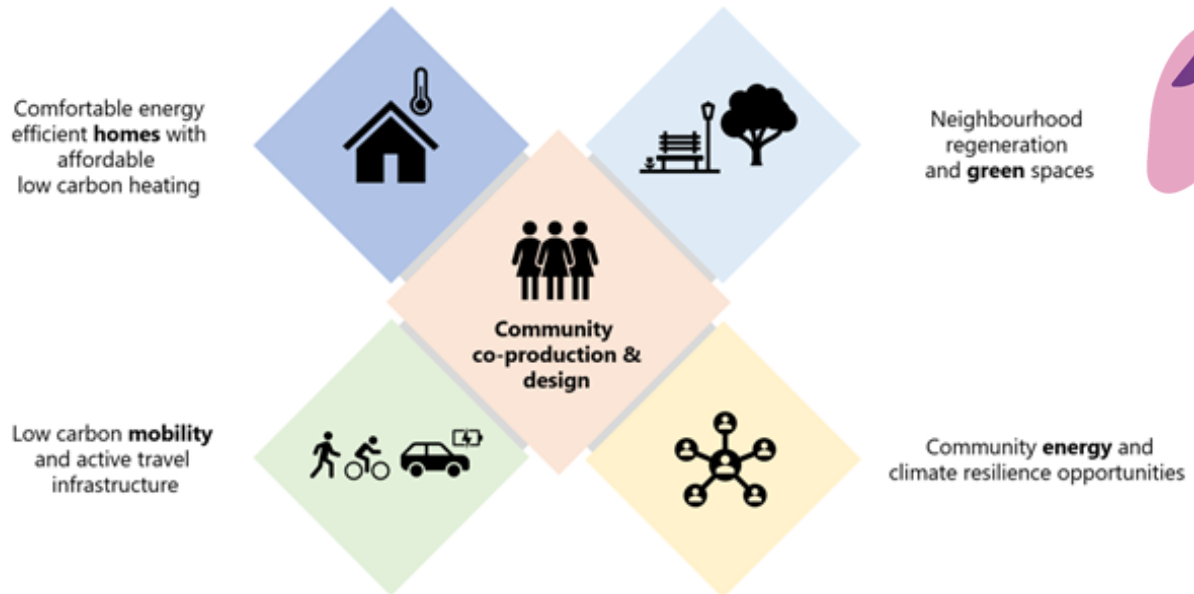 Comfortable energy
efficient homes with
affordable
low carbon heating
Neighbourhood
regeneration
and green spaces
Community
co-production &
design
Low carbon mobility
and active travel
infrastructure
Community energy and
climate resilience opportunities